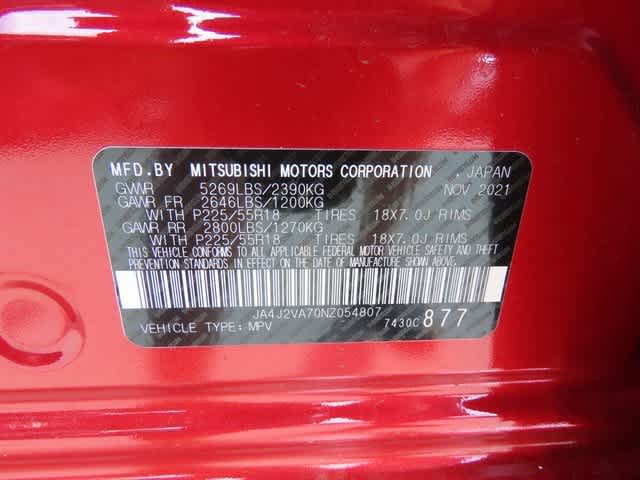 MFD.BY MITSUBISHI MOTORS CORPORATION , JAPAN
GVWR 5269LBS/2390KG NOV 2021
GAWR FR 2646LBS/1200KG
WITH P225/55R18 TIRES 18X7.0J RIMS
GAWR RR 2800LBS/1270KG
WITH P225/55R18 TIRES 18X7.0J RIMS
THIS VEHICLE CONFORMS TO ALL APPLICABLE FEDERAL MOTOR VEHICLE SAFETY AND THEFT
PREVENTION STANDARDS IN EFFECT ON THE DATE OF MANUFACTURE SHOWN ABOVE.
JA4J2VA70NZ054807
VEHICLE TYPE: MPV 7430C 877